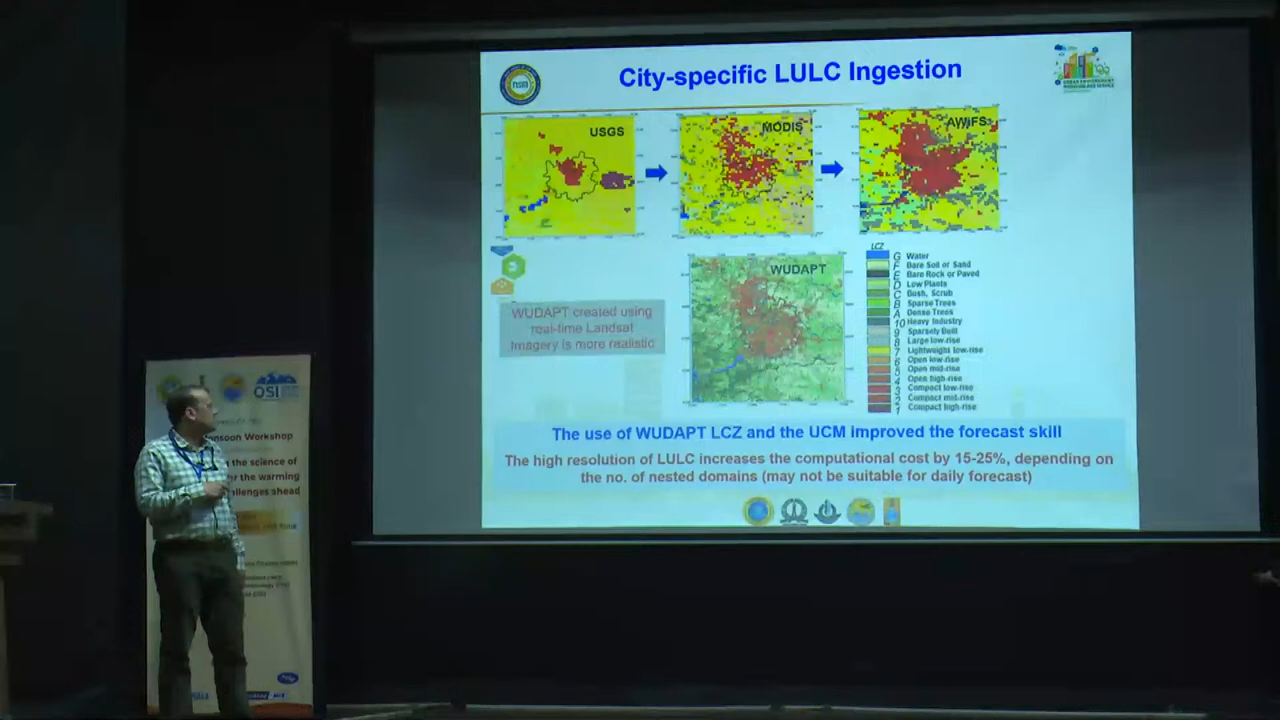 City-specific LULC Ingestion
nsm
USGS
MODIS
AWiFS
WUDAPT
WUDAPT created using
real-time Landsat
Imagery is more realistic
LCZ
G Water
F Bare Soil or Sand
E Bare Rock or Paved
D Low Plants
C Bush, Scrub
B Sparse Trees
A Dense Trees
10 Heavy Industry
9 Sparsely Built
8 Large low-rise
7 Lightweight low-rise
6 Open low-rise
5 Open mid-rise
4 Open high-rise
3 Compact low-rise
2 Compact mid-rise
1 Compact high-rise
The use of WUDAPT LCZ and the UCM improved the forecast skill
The high resolution of LULC increases the computational cost by 15-25%, depending on
the no. of nested domains (may not be suitable for daily forecast)
OSI
onsoon Workshop
the science of
r the warming
allenges ahead